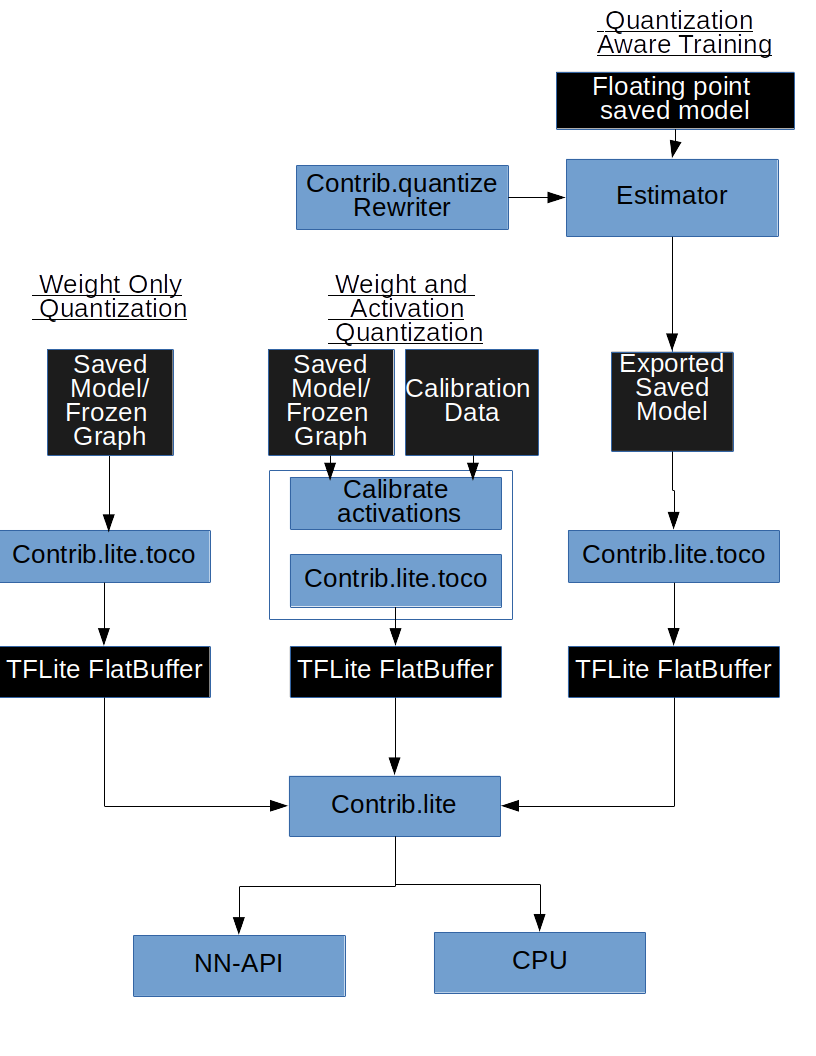 Quantization
Aware Training
Floating point
saved model
Contrib.quantize
Rewriter
Estimator
Weight Only
Quantization
Weight and
Activation
Quantization
Saved
Model/
Frozen
Graph
Saved
Model/
Frozen
Graph
Calibration
Data
Exported
Saved
Model
Calibrate
activations
Contrib.lite.toco
Contrib.lite.toco
Contrib.lite.toco
TFLite FlatBuffer
TFLite FlatBuffer
TFLite FlatBuffer
Contrib.lite
NN-API
CPU